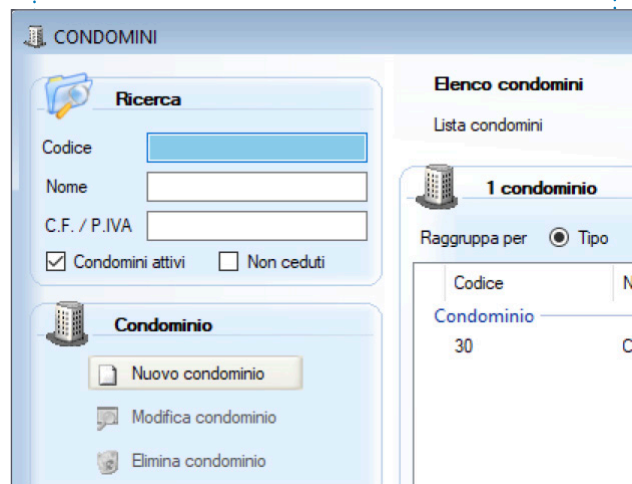 CONDOMINI
Ricerca
Codice
Nome
C.F. / P.IVA
Condomini attivi Non ceduti
Condominio
Nuovo condominio
Modifica condominio
Elimina condominio
Elenco condomini
Lista condomini
1 condominio
Raggruppa per Tipo
Codice N
Condominio
30 C